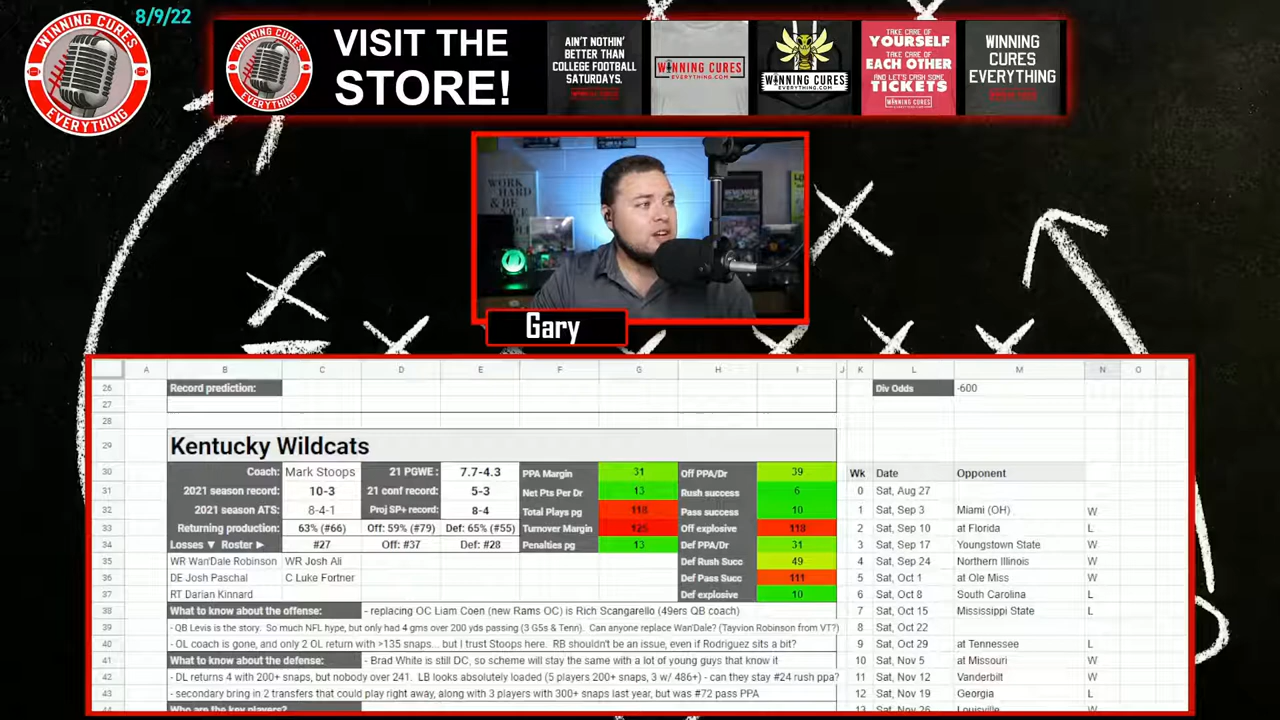 WINNING CURES
EVERYTHING
8/9/22
WINNING CURES
EVERYTHING
VISIT THE
STORE!
AIN'T NOTHIN'
BETTER THAN
COLLEGE FOOTBALL
SATURDAYS.
WINNING CURES
EVERYTHING.COM
WINNING CURES
EVERYTHING.COM
TAKE CARE OF
YOURSELF
TAKE CARE OF
EACH OTHER
AND LET'S CASH SOME
TICKETS
WINNING CURES
WINNING
CURES
EVERYTHING
WORK
HARD
& BE
NICE
Gary
A B C D E F G H I J K L M N O
26 Record prediction: Div Odds -600
27
28
29 Kentucky Wildcats
30 Coach: Mark Stoops 21 PGWE : 7.7-4.3 PPA Margin 31 Off PPA/Dr 39 Wk Date Opponent
31 2021 season record: 10-3 21 conf record: 5-3 Net Pts Per Dr 13 Rush success 6 0 Sat, Aug 27
32 2021 season ATS: 8-4-1 Proj SP+ record: 8-4 Total Plays pg 118 Pass success 10 1 Sat, Sep 3 Miami (OH) W
33 Returning production: 63% (#66) Off: 59% (#79) Def: 65% (#55) Turnover Margin 125 Off explosive 118 2 Sat, Sep 10 at Florida L
34 Losses ▼ Roster ► #27 Off: #37 Def: #28 Penalties pg 13 Def PPA/Dr 31 3 Sat, Sep 17 Youngstown State W
35 WR Wan'Dale Robinson WR Josh Ali Def Rush Succ 49 4 Sat, Sep 24 Northern Illinois W
36 DE Josh Paschal C Luke Fortner Def Pass Succ 111 5 Sat, Oct 1 at Ole Miss W
37 RT Darian Kinnard Def explosive 10 6 Sat, Oct 8 South Carolina L
38 What to know about the offense: - replacing OC Liam Coen (new Rams OC) is Rich Scangarello (49ers QB coach) 7 Sat, Oct 15 Mississippi State L
39 - QB Levis is the story. So much NFL hype, but only had 4 gms over 200 yds passing (3 G5s & Tenn). Can anyone replace Wan'Dale? (Tayvion Robinson from VT?) 8 Sat, Oct 22
40 - OL coach is gone, and only 2 OL return with >135 snaps... but I trust Stoops here. RB shouldn't be an issue, even if Rodriguez sits a bit? 9 Sat, Oct 29 at Tennessee L
41 What to know about the defense: - Brad White is still DC, so scheme will stay the same with a lot of young guys that know it 10 Sat, Nov 5 at Missouri W
42 - DL returns 4 with 200+ snaps, but nobody over 241. LB looks absolutely loaded (5 players 200+ snaps, 3 w/ 486+) - can they stay #24 rush ppa? 11 Sat, Nov 12 Vanderbilt W
43 - secondary bring in 2 transfers that could play right away, along with 3 players with 300+ snaps last year, but was #72 pass PPA 12 Sat, Nov 19 Georgia L
44 Who are the key players? 13 Sat, Nov 26 Louisville W